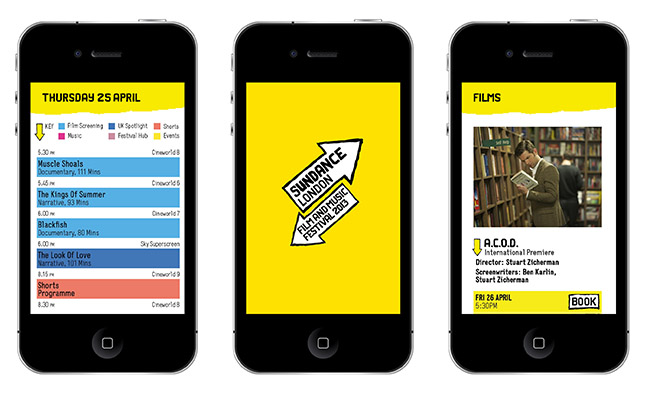 THURSDAY 25 APRIL
KEY Film Screening UK Spotlight Shorts
Music Festival Hub Events
5.30 PM Cineworld 8
Muscle Shoals
Documentary, 111 Mins
5.45 PM Cineworld 6
The Kings Of Summer
Narrative, 93 Mins
6.00 PM Cineworld 7
Blackfish
Documentary, 80 Mins
6.00 PM Sky Superscreen
The Look Of Love
Narrative, 101 Mins
8.15 PM Cineworld 9
Shorts
Programme
8.30 PM Cineworld 8
SUNDANCE
LONDON
FILM AND MUSIC
FESTIVAL 2013
FILMS
A.C.O.D.
International Premiere
Director: Stuart Zicherman
Screenwriters: Ben Karlin,
Stuart Zicherman
FRI 26 APRIL
5:30PM
BOOK